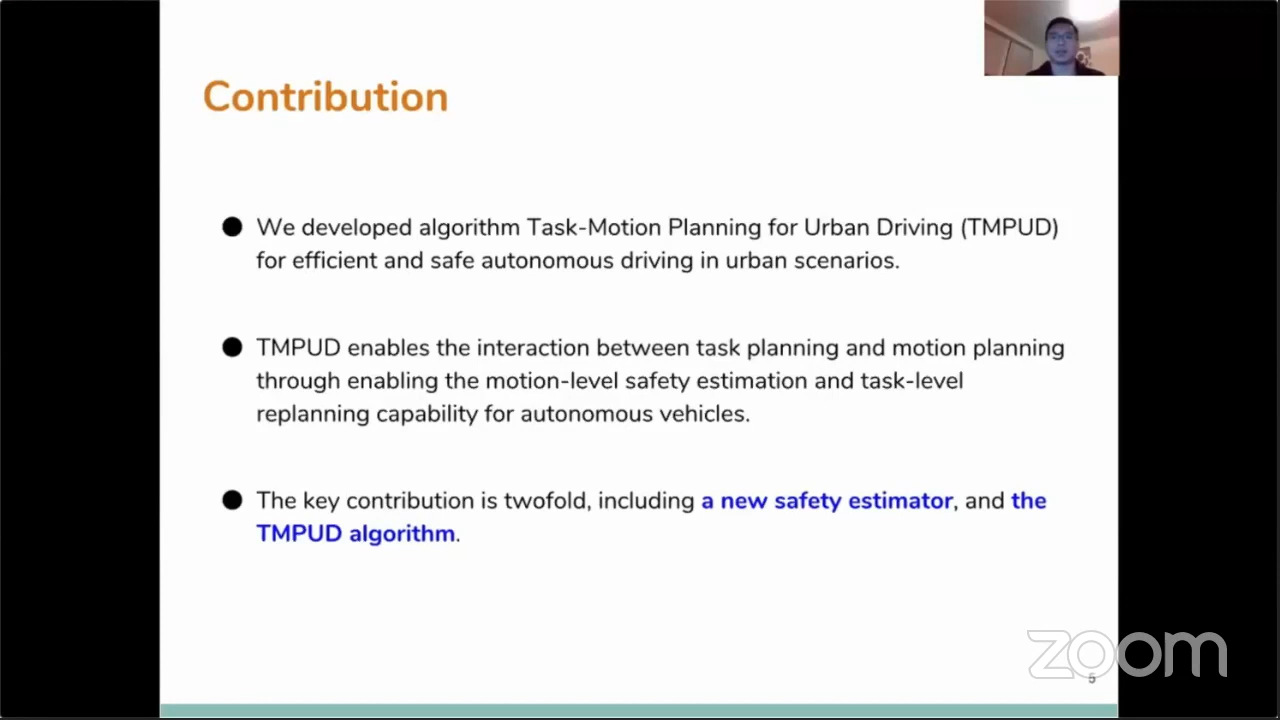 Contribution
We developed algorithm Task-Motion Planning for Urban Driving (TMPUD)
for efficient and safe autonomous driving in urban scenarios.
TMPUD enables the interaction between task planning and motion planning
through enabling the motion-level safety estimation and task-level
replanning capability for autonomous vehicles.
The key contribution is twofold, including a new safety estimator, and the
TMPUD algorithm.
zoom
5